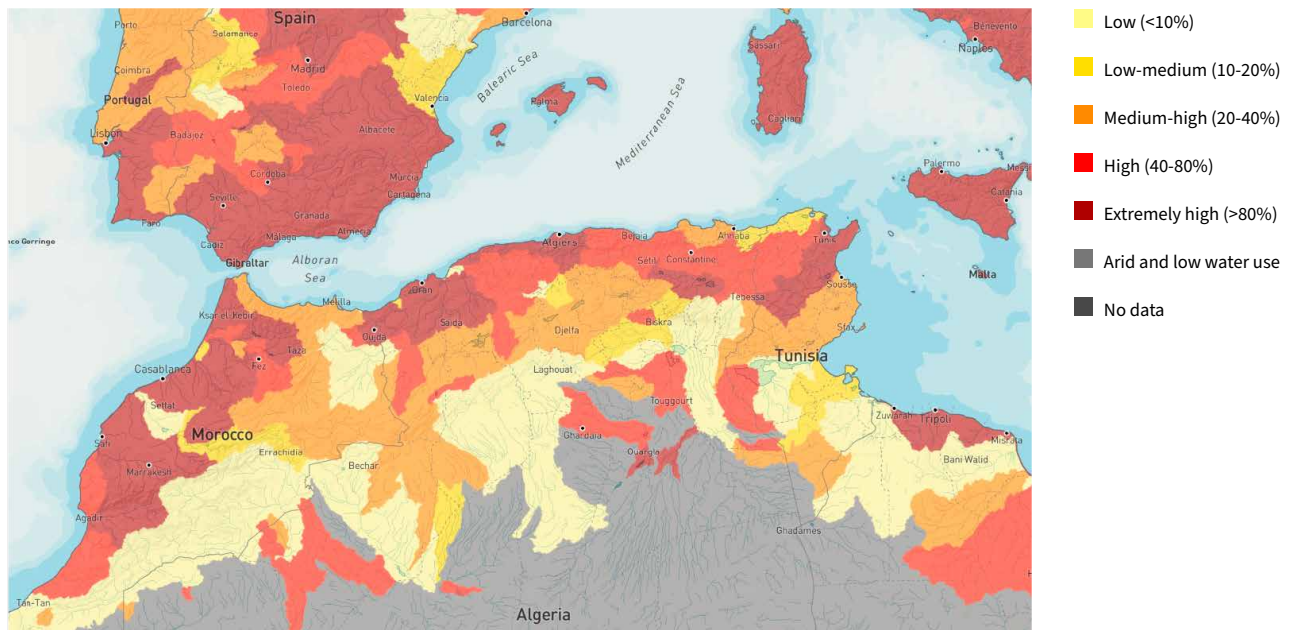 Spain
Porto
Salamanca
Barcelona
Benevento
Naples
Sassari
Madrid
Coimbra
Toledo
Balearic Sea
Portugal
Palma
Valencia
Mediterranean Sea
Cagliari
Lisbon
Badajoz
Albacete
Palermo
Cordoba
Murcia
Catania
Seville
Cartagena
Granada
Faro
Málaga
Almeria
Cadiz
Gibraltar
Alboran
Sea
Algiers
Bejaia
Annaba
Tunis
Setif
Constantine
Malta
Oran
Tebessa
Sousse
Melilla
Ksar el Kebir
Saida
Djelfa
Biskra
Sfax
Oujda
Taza
Fez
Tunisia
Casablanca
Laghouat
Settat
Touggourt
Zuwarah
Tripoli
Morocco
Safi
Ghardaia
Misrata
Errachidia
Ouargla
Bani Walid
Marrakesh
Bechar
Agadir
Ghadames
Tan-Tan
Algeria
Low (<10%)
Low-medium (10-20%)
Medium-high (20-40%)
High (40-80%)
Extremely high (>80%)
Arid and low water use
No data